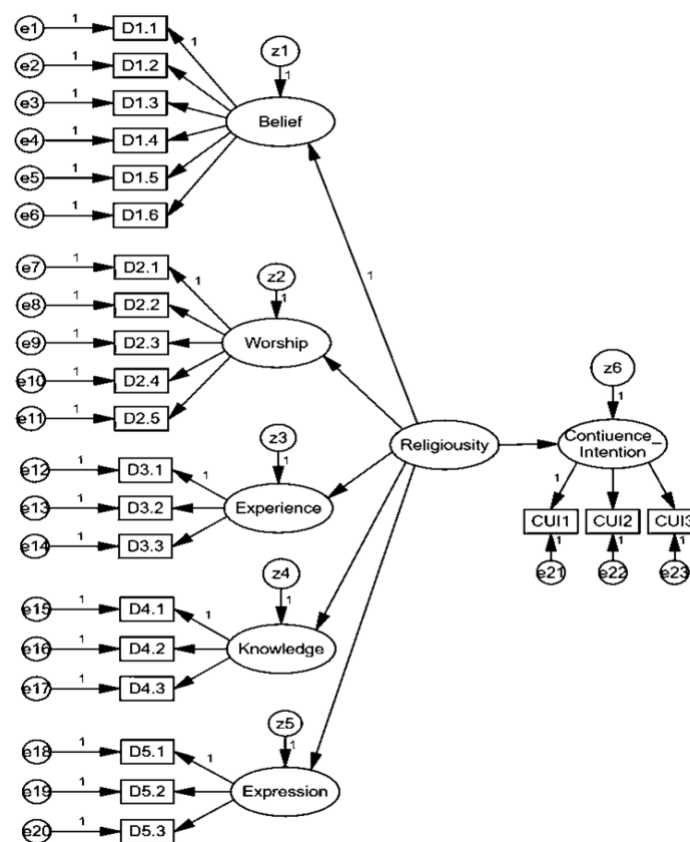 e1 1 D1.1 1
e2 1 D1.2
e3 1 D1.3
e4 1 D1.4
e5 1 D1.5
e6 1 D1.6
z1
1
Belief
e7 1 D2.1 1
e8 1 D2.2
e9 1 D2.3
e10 1 D2.4
e11 1 D2.5
z2
1
Worship
e12 1 D3.1 1
e13 1 D3.2
e14 1 D3.3
z3
1
Experience
e15 1 D4.1 1
e16 1 D4.2
e17 1 D4.3
z4
1
Knowledge
e18 1 D5.1 1
e19 1 D5.2
e20 1 D5.3
z5
1
Expression
1
Religiousity
z6
1
Contiuence_
Intention
1
CUI1 CUI2 CUI3
1 1 1
e21 e22 e23